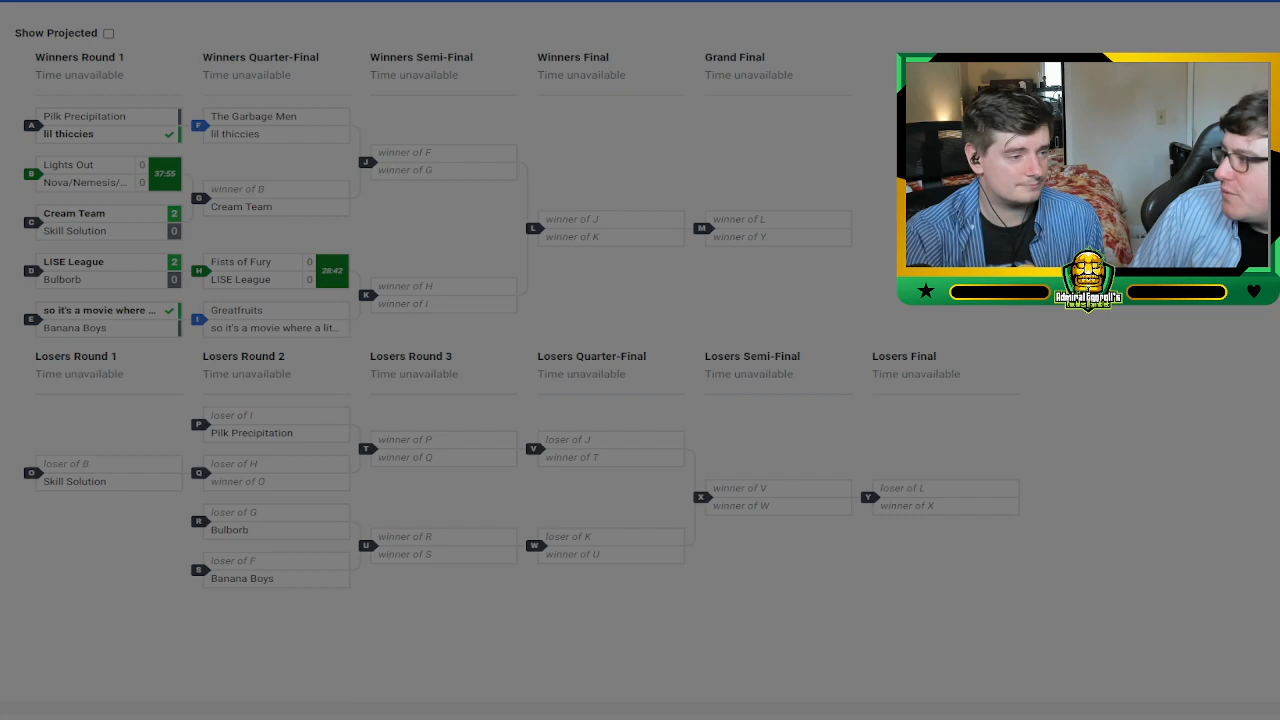 Show Projected
Winners Round 1
Time unavailable
Winners Quarter-Final
Time unavailable
Winners Semi-Final
Time unavailable
Winners Final
Time unavailable
Grand Final
Time unavailable
A
Pilk Precipitation
lil thiccies
B
Lights Out 0
Nova/Nemesis/... 0
37:55
C
Cream Team 2
Skill Solution 0
D
LISE League 2
Bulborb 0
E
so it's a movie where ...
Banana Boys
F
The Garbage Men
lil thiccies
G
winner of B
Cream Team
H
Fists of Fury 0
LISE League 0
28:42
I
Greatfruits
so it's a movie where a lit...
J
winner of F
winner of G
K
winner of H
winner of I
L
winner of J
winner of K
M
winner of L
winner of Y
Admiral Eggroll's
Losers Round 1
Time unavailable
Losers Round 2
Time unavailable
Losers Round 3
Time unavailable
Losers Quarter-Final
Time unavailable
Losers Semi-Final
Time unavailable
Losers Final
Time unavailable
O
loser of B
Skill Solution
P
loser of I
Pilk Precipitation
Q
loser of H
winner of O
R
loser of G
Bulborb
S
loser of F
Banana Boys
T
winner of P
winner of Q
U
winner of R
winner of S
V
loser of J
winner of T
W
loser of K
winner of U
X
winner of V
winner of W
Y
loser of L
winner of X